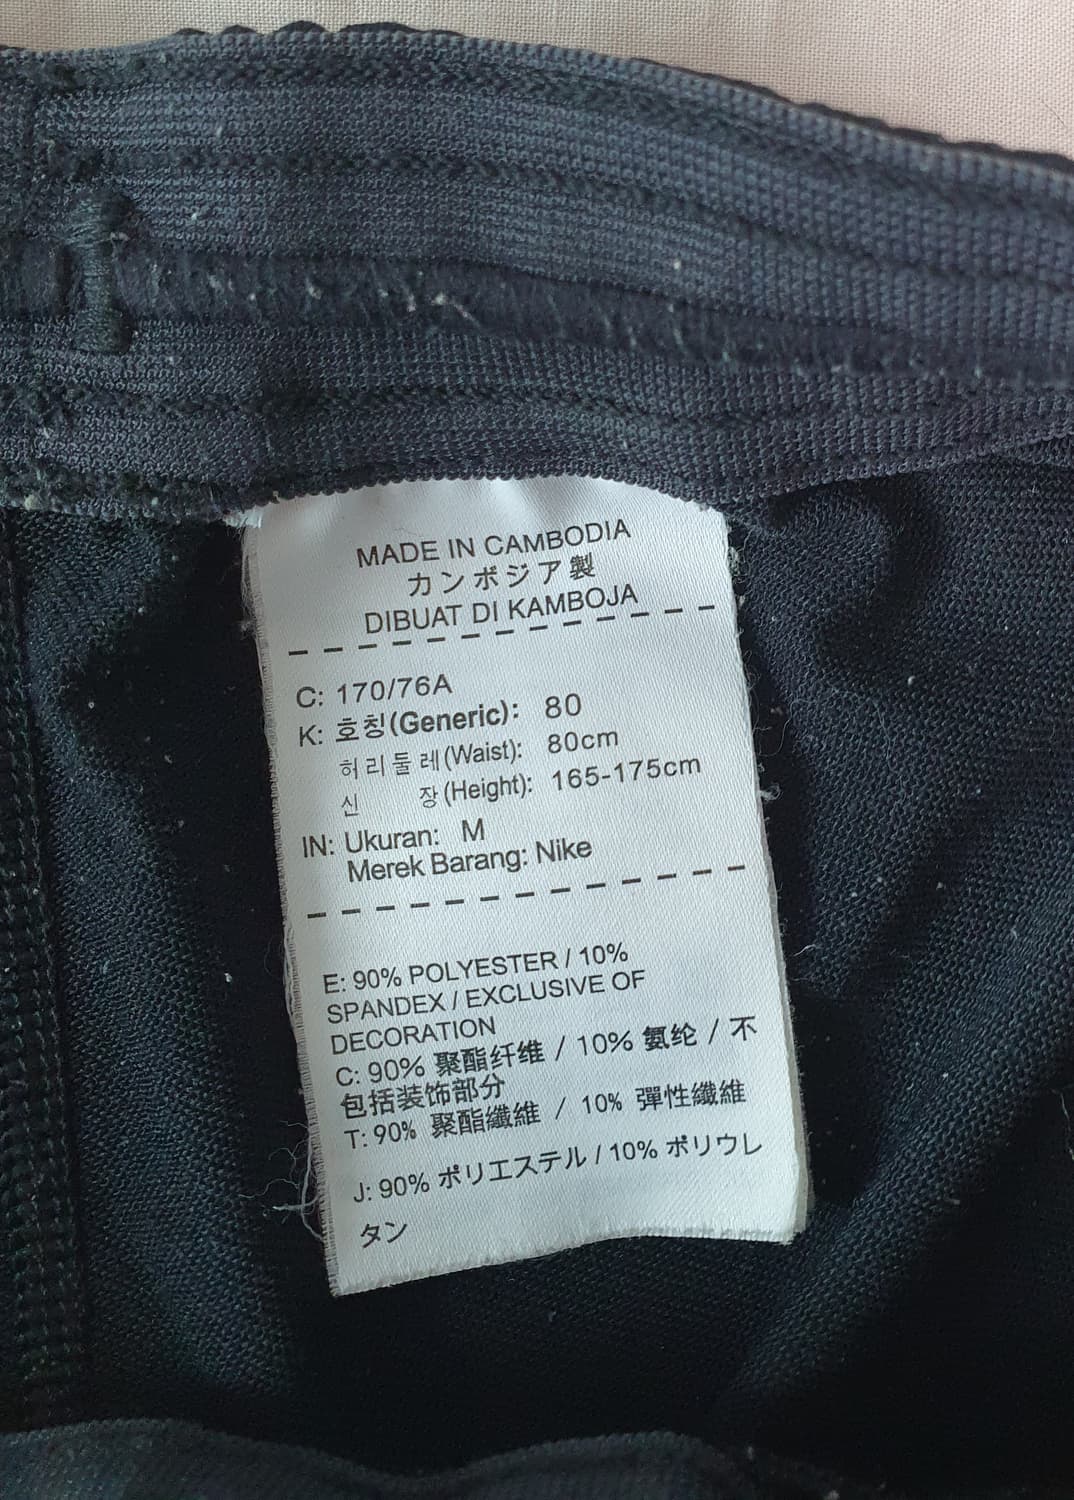 MADE IN CAMBODIA
カンボジア製
DIBUAT DI KAMBOJA
C: 170/76A
K: 호칭(Generic): 80
허리둘레(Waist): 80cm
신 장(Height): 165-175cm
IN: Ukuran: M
Merek Barang: Nike
E: 90% POLYESTER / 10%
SPANDEX / EXCLUSIVE OF
DECORATION
C: 90% 聚酯纤维 / 10% 氨纶 / 不
包括装饰部分
T: 90% 聚酯纖維 / 10% 彈性纖維
J: 90% ポリエステル / 10% ポリウレ
タン